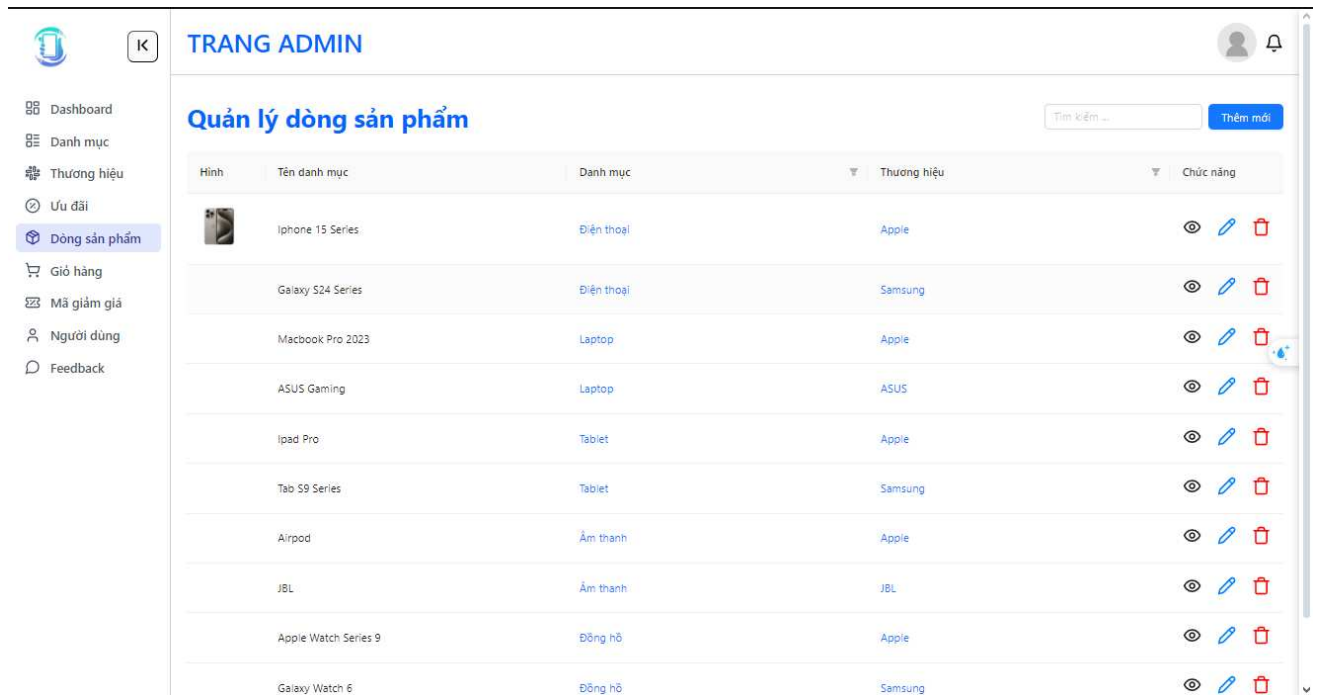 TRANG ADMIN
Dashboard
Danh mục
Thương hiệu
Ưu đãi
Dòng sản phẩm
Giỏ hàng
Mã giảm giá
Người dùng
Feedback
Quản lý dòng sản phẩm
Tìm kiếm ...
Thêm mới
Hình Tên danh mục Danh mục Thương hiệu Chức năng
Iphone 15 Series Điện thoại Apple
Galaxy S24 Series Điện thoại Samsung
Macbook Pro 2023 Laptop Apple
ASUS Gaming Laptop ASUS
Ipad Pro Tablet Apple
Tab S9 Series Tablet Samsung
Airpod Âm thanh Apple
JBL Âm thanh JBL
Apple Watch Series 9 Đồng hồ Apple
Galaxy Watch 6 Đồng hồ Samsung